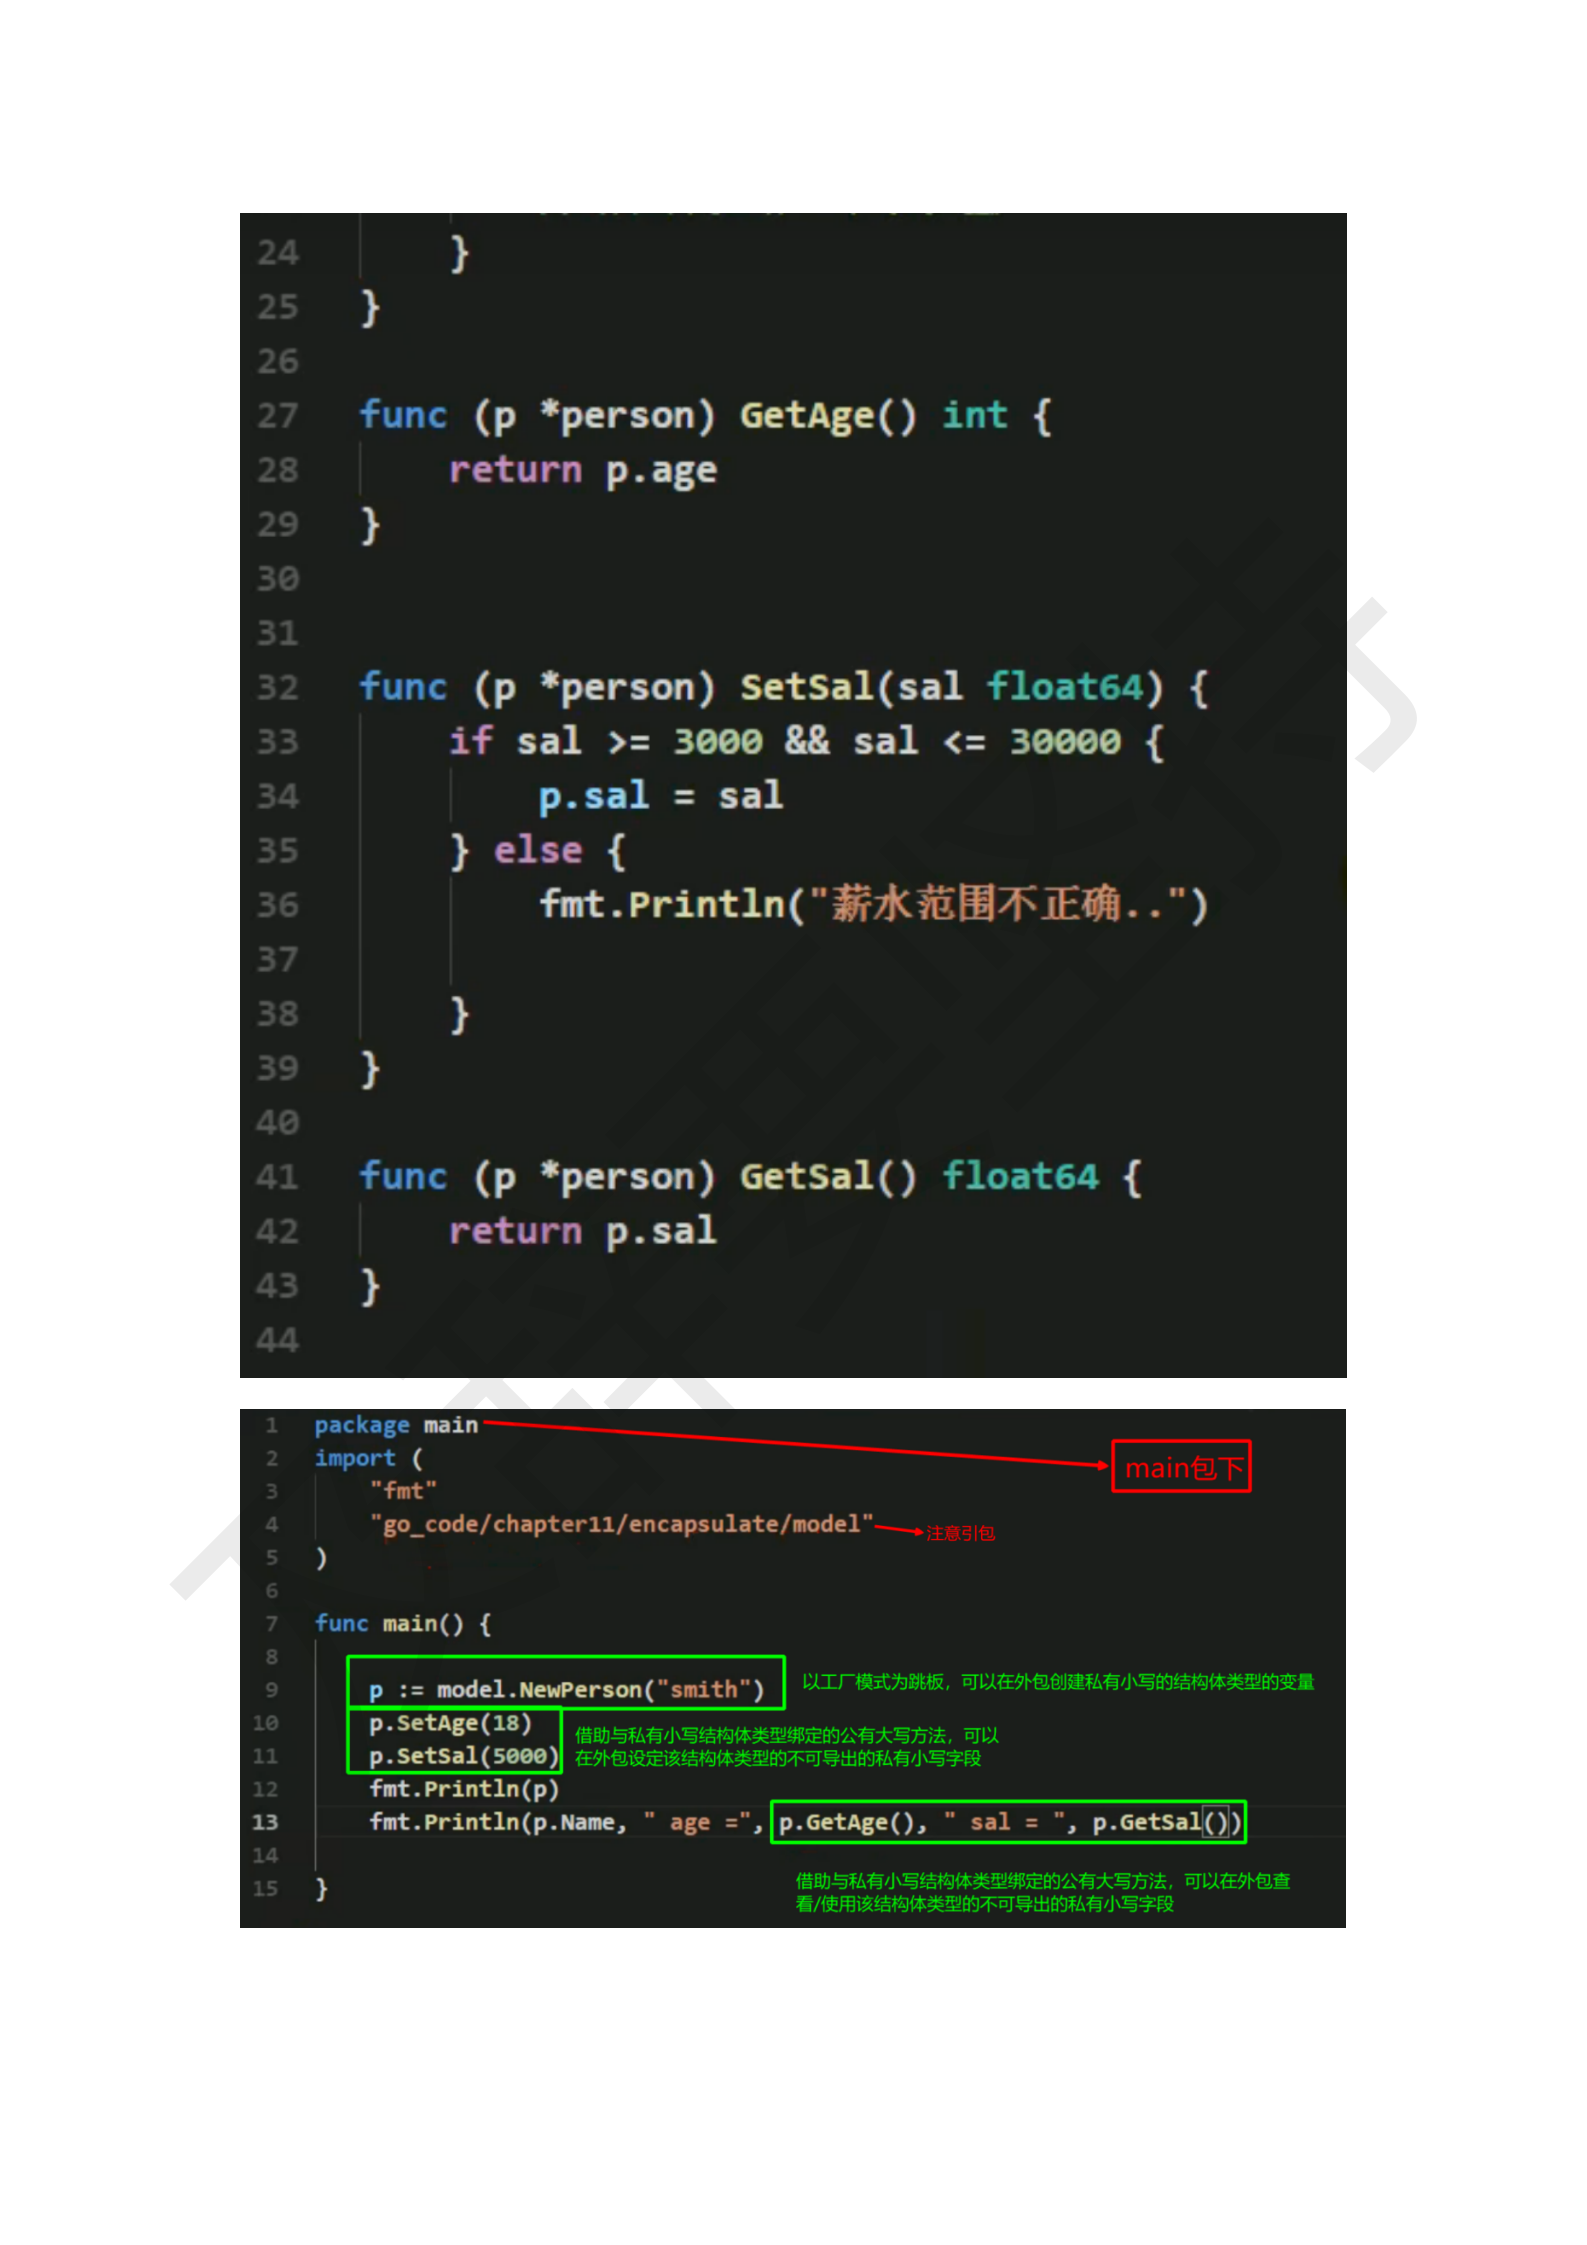 24 }
25 }
26
27 func (p *person) GetAge() int {
28 return p.age
29 }
30
31
32 func (p *person) SetSal(sal float64) {
33 if sal >= 3000 && sal <= 30000 {
34 p.sal = sal
35 } else {
36 fmt.Println("薪水范围不正确..")
37
38 }
39 }
40
41 func (p *person) GetSal() float64 {
42 return p.sal
43 }
44
1 package main
main包下
2 import (
3 "fmt"
4 "go_code/chapter11/encapsulate/model"
注意引包
5 )
6
7 func main() {
8
9 p := model.NewPerson("smith")
以工厂模式为跳板，可以在外包创建私有小写的结构体类型的变量
10 p.SetAge(18)
11 p.SetSal(5000)
借助与私有小写结构体类型绑定的公有大写方法，可以
在外包设定该结构体类型的不可导出的私有小写字段
12 fmt.Println(p)
13 fmt.Println(p.Name, " age =", p.GetAge(), " sal = ", p.GetSal())
14
15 }
借助与私有小写结构体类型绑定的公有大写方法，可以在外包查
看/使用该结构体类型的不可导出的私有小写字段